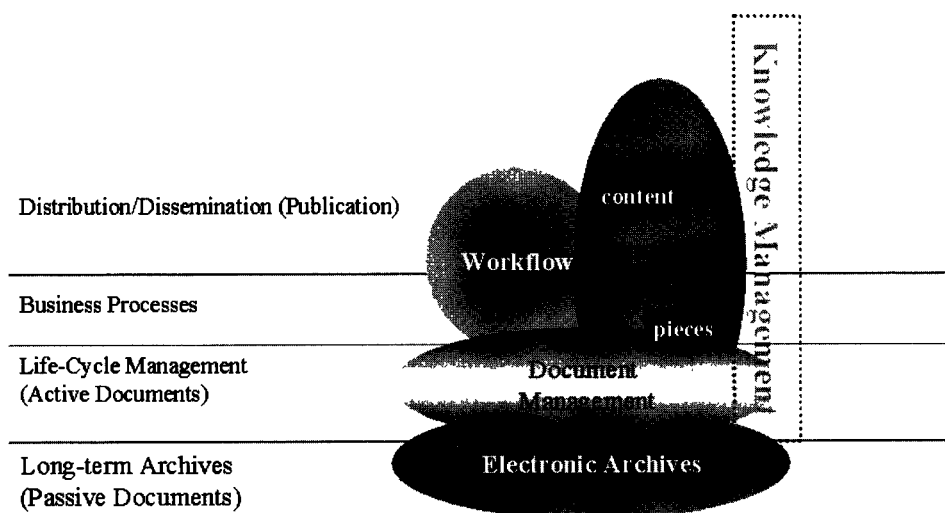 Knowledge Management
Distribution/Dissemination (Publication)
content
Workflow
Business Processes
pieces
Life-Cycle Management
(Active Documents)
Document
Management
Long-term Archives
(Passive Documents)
Electronic Archives